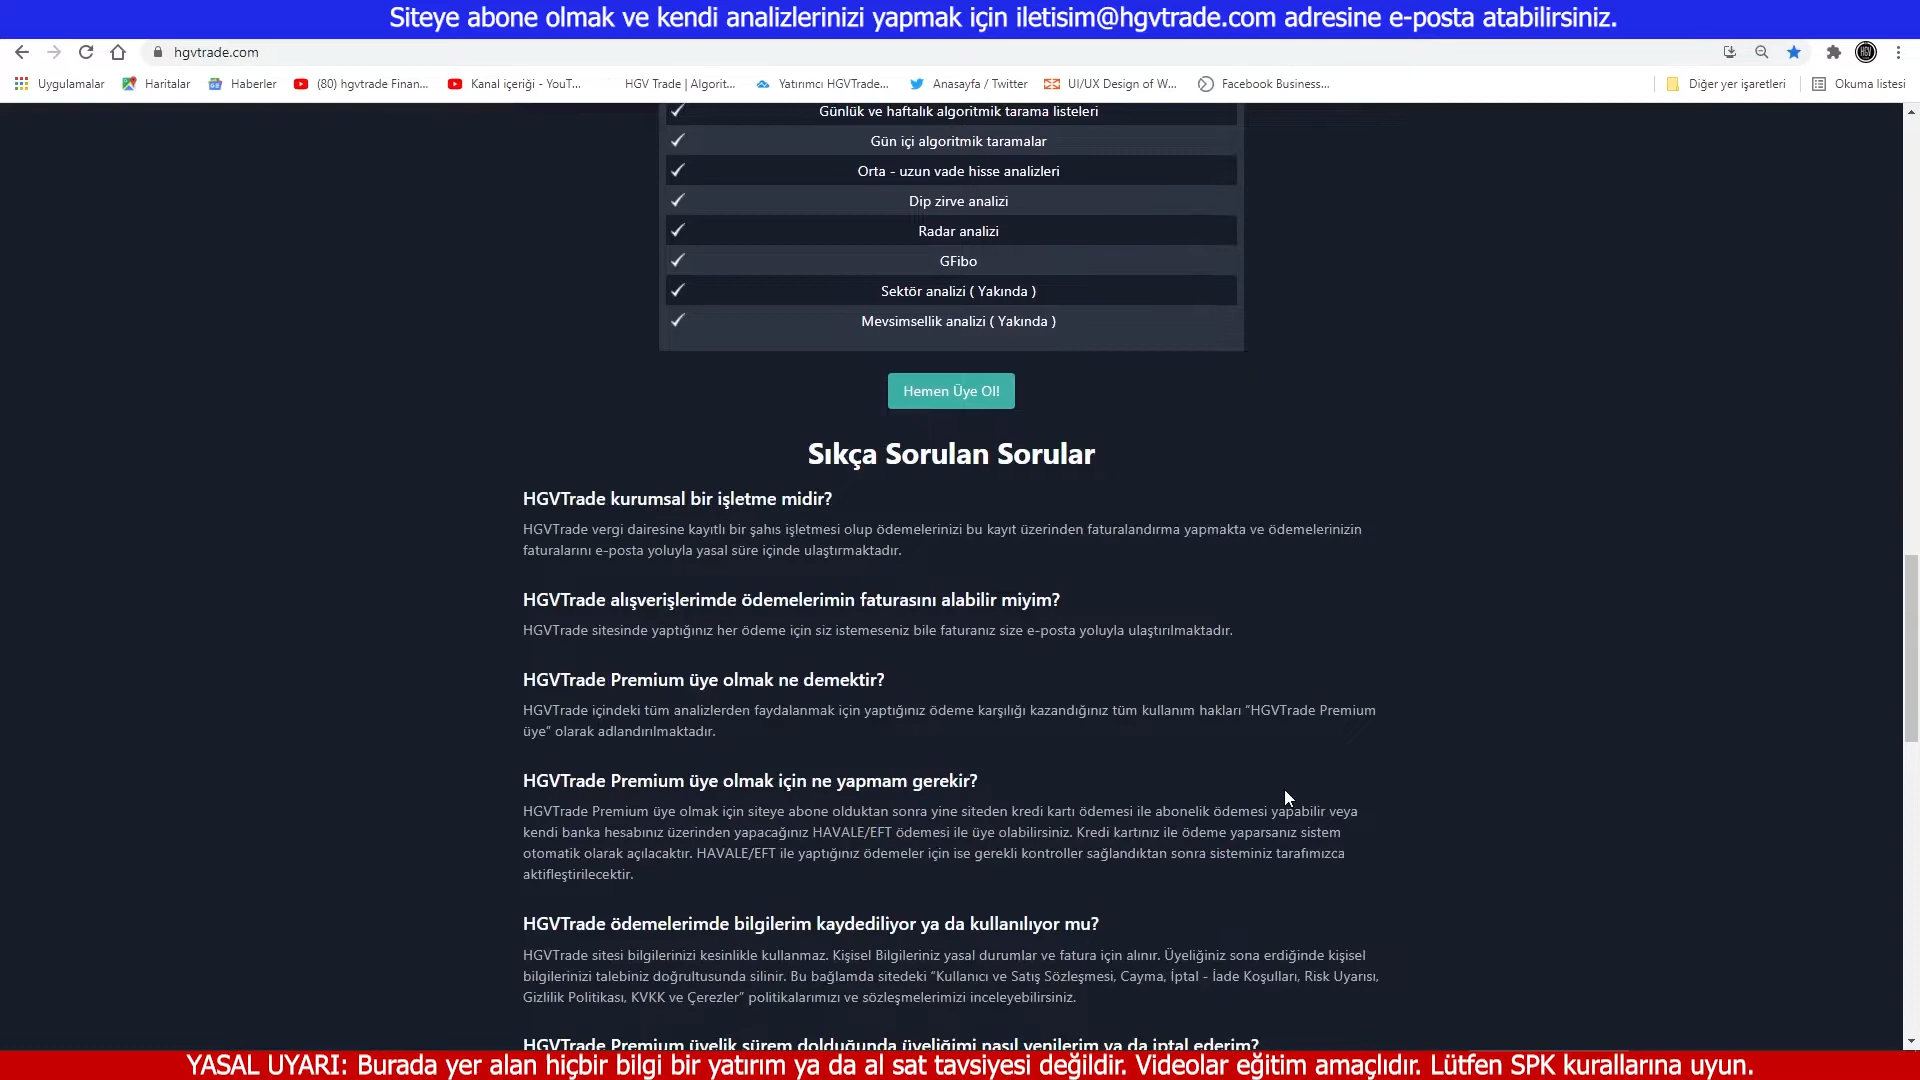 Siteye abone olmak ve kendi analizlerinizi yapmak için iletisim@hgvtrade.com adresine e-posta atabilirsiniz.
hgvtrade.com
Uygulamalar Haritalar Haberler (80) hgvtrade Finan... Kanal içeriği - YouT... HGV Trade | Algorit... Yatırımcı HGVTrade... Anasayfa / Twitter UI/UX Design of W... Facebook Business... Diğer yer işaretleri Okuma listesi
Günlük ve haftalık algoritmik tarama listeleri
Gün içi algoritmik taramalar
Orta - uzun vade hisse analizleri
Dip zirve analizi
Radar analizi
GFibo
Sektör analizi ( Yakında )
Mevsimsellik analizi ( Yakında )
Hemen Üye Ol!
Sıkça Sorulan Sorular
HGVTrade kurumsal bir işletme midir?
HGVTrade vergi dairesine kayıtlı bir şahıs işletmesi olup ödemelerinizi bu kayıt üzerinden faturalandırma yapmakta ve ödemelerinizin
faturalarını e-posta yoluyla yasal süre içinde ulaştırmaktadır.
HGVTrade alışverişlerimde ödemelerimin faturasını alabilir miyim?
HGVTrade sitesinde yaptığınız her ödeme için siz istemeseniz bile faturanız size e-posta yoluyla ulaştırılmaktadır.
HGVTrade Premium üye olmak ne demektir?
HGVTrade içindeki tüm analizlerden faydalanmak için yaptığınız ödeme karşılığı kazandığınız tüm kullanım hakları “HGVTrade Premium
üye” olarak adlandırılmaktadır.
HGVTrade Premium üye olmak için ne yapmam gerekir?
HGVTrade Premium üye olmak için siteye abone olduktan sonra yine siteden kredi kartı ödemesi ile abonelik ödemesi yapabilir veya
kendi banka hesabınız üzerinden yapacağınız HAVALE/EFT ödemesi ile üye olabilirsiniz. Kredi kartınız ile ödeme yaparsanız sistem
otomatik olarak açılacaktır. HAVALE/EFT ile yaptığınız ödemeler için ise gerekli kontroller sağlandıktan sonra sisteminiz tarafımızca
aktifleştirilecektir.
HGVTrade ödemelerimde bilgilerim kaydediliyor ya da kullanılıyor mu?
HGVTrade sitesi bilgilerinizi kesinlikle kullanmaz. Kişisel Bilgileriniz yasal durumlar ve fatura için alınır. Üyeliğiniz sona erdiğinde kişisel
bilgilerinizi talebiniz doğrultusunda silinir. Bu bağlamda sitedeki “Kullanıcı ve Satış Sözleşmesi, Cayma, İptal - İade Koşulları, Risk Uyarısı,
Gizlilik Politikası, KVKK ve Çerezler” politikalarımızı ve sözleşmelerimizi inceleyebilirsiniz.
HGVTrade Premium üyelik sürem dolduğunda üyeliğimi nasıl yenilerim ya da iptal ederim?
YASAL UYARI: Burada yer alan hiçbir bilgi bir yatırım ya da al sat tavsiyesi değildir. Videolar eğitim amaçlıdır. Lütfen SPK kurallarına uyun.